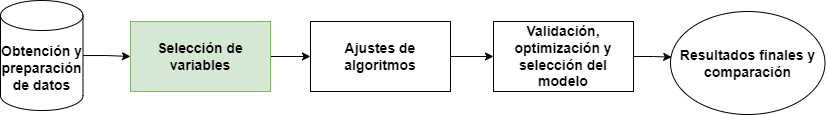 Obtención y
preparación
de datos
Selección de
variables
Ajustes de
algoritmos
Validación,
optimización y
selección del
modelo
Resultados finales y
comparación